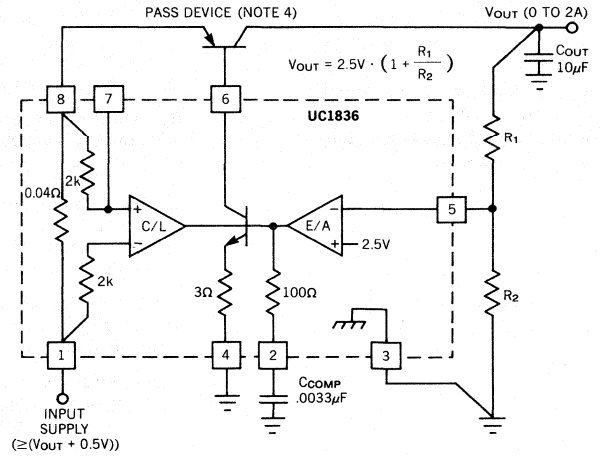 PASS DEVICE (NOTE 4)
VOUT (0 TO 2A)
COUT
10µF
VOUT = 2.5V · (1 + R1/R2)
8
7
6
UC1836
R1
2k
0.04Ω
+
C/L
−
−
E/A
+
2.5V
5
2k
3Ω
100Ω
R2
1
4
2
3
CCOMP
.0033µF
INPUT
SUPPLY
(≥(VOUT + 0.5V))